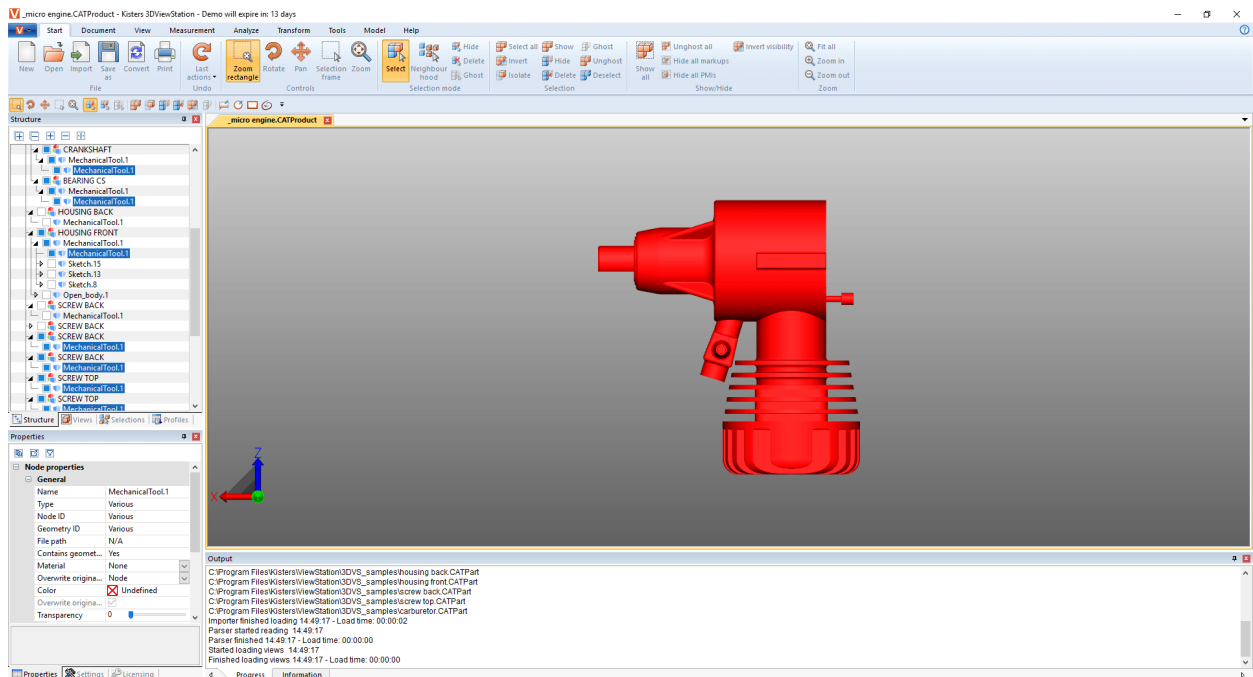 _micro engine.CATProduct - Kisters 3DViewStation - Demo will expire in: 13 days
Start Document View Measurement Analyze Transform Tools Model Help
New Open Import Save as Convert Print
File
Last actions
Undo
Zoom rectangle Rotate Pan Selection frame Zoom
Controls
Select Neighbour hood Hide Delete Ghost
Selection mode
Select all Show Ghost
Invert Hide Unghost
Isolate Delete Deselect
Selection
Show all
Unghost all Invert visibility
Hide all markups
Hide all PMIs
Show/Hide
Fit all
Zoom in
Zoom out
Zoom
Structure
_micro engine.CATProduct
CRANKSHAFT
MechanicalTool.1
MechanicalTool.1
BEARING CS
MechanicalTool.1
MechanicalTool.1
HOUSING BACK
MechanicalTool.1
HOUSING FRONT
MechanicalTool.1
MechanicalTool.1
Sketch.15
Sketch.13
Sketch.8
Open_body.1
SCREW BACK
MechanicalTool.1
SCREW BACK
SCREW BACK
MechanicalTool.1
SCREW BACK
MechanicalTool.1
SCREW TOP
MechanicalTool.1
SCREW TOP
MechanicalTool.1
Structure Views Selections Profiles
Properties
Node properties
General
Name MechanicalTool.1
Type Various
Node ID Various
Geometry ID Various
File path N/A
Contains geomet... Yes
Material None
Overwrite origina... Node
Color Undefined
Overwrite origina...
Transparency 0
Properties Settings Licensing
Z
X
Output
C:\Program Files\Kisters\ViewStation\3DVS_samples\housing back.CATPart
C:\Program Files\Kisters\ViewStation\3DVS_samples\housing front.CATPart
C:\Program Files\Kisters\ViewStation\3DVS_samples\screw back.CATPart
C:\Program Files\Kisters\ViewStation\3DVS_samples\screw top.CATPart
C:\Program Files\Kisters\ViewStation\3DVS_samples\carburetor.CATPart
Importer finished loading 14:49:17 - Load time: 00:00:02
Parser started reading 14:49:17
Parser finished 14:49:17 - Load time: 00:00:00
Started loading views 14:49:17
Finished loading views 14:49:17 - Load time: 00:00:00
Progress Information